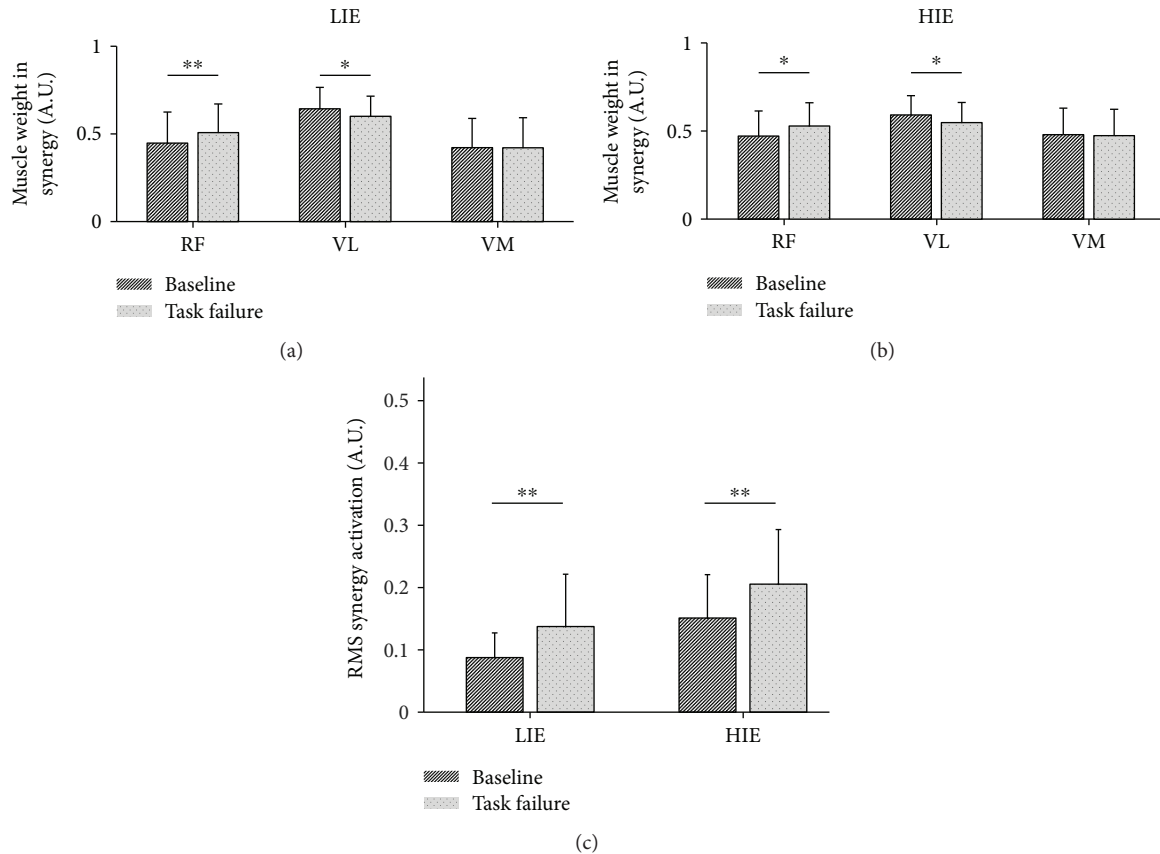 LIE
1
0.5
0
Muscle weight in
synergy (A.U.)
**
*
RF
VL
VM
Baseline
Task failure
(a)
HIE
1
0.5
0
Muscle weight in
synergy (A.U.)
*
*
RF
VL
VM
Baseline
Task failure
(b)
0.5
0.4
0.3
0.2
0.1
0
RMS synergy activation (A.U.)
**
**
LIE
HIE
Baseline
Task failure
(c)